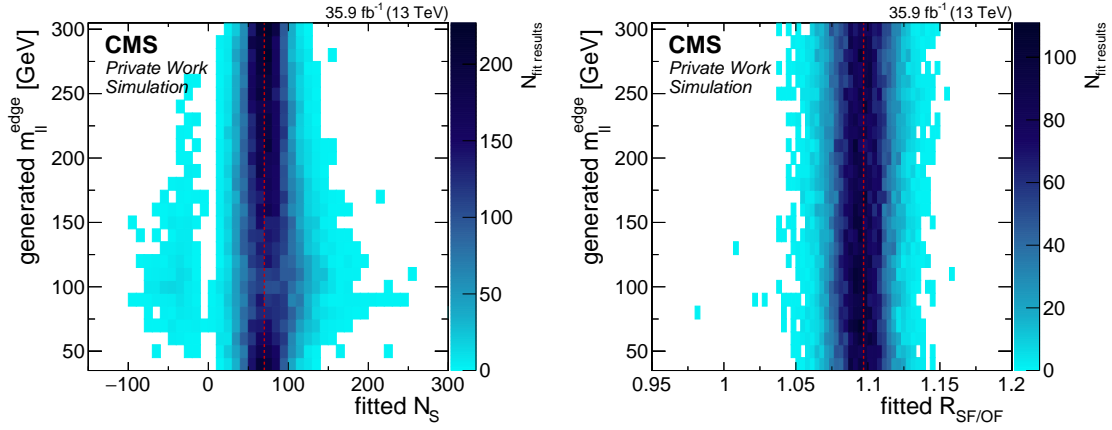 35.9 fb⁻¹ (13 TeV)
CMS
Private Work
Simulation
generated m_ll^edge [GeV]
300
250
200
150
100
50
−100 0 100 200 300
fitted N_S
N_fit results
200
150
100
50
0
35.9 fb⁻¹ (13 TeV)
CMS
Private Work
Simulation
generated m_ll^edge [GeV]
300
250
200
150
100
50
0.95 1 1.05 1.1 1.15 1.2
fitted R_SF/OF
N_fit results
100
80
60
40
20
0